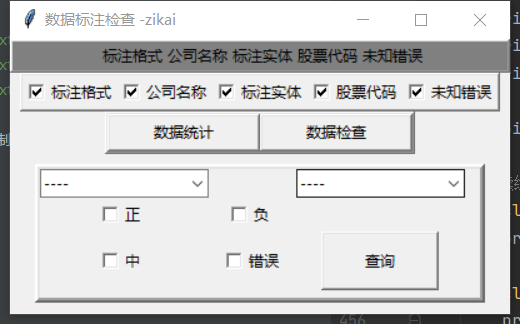 数据标注检查 -zikai
标注格式 公司名称 标注实体 股票代码 未知错误
标注格式 公司名称 标注实体 股票代码 未知错误
数据统计 数据检查
---- ----
正 负
中 错误 查询
456